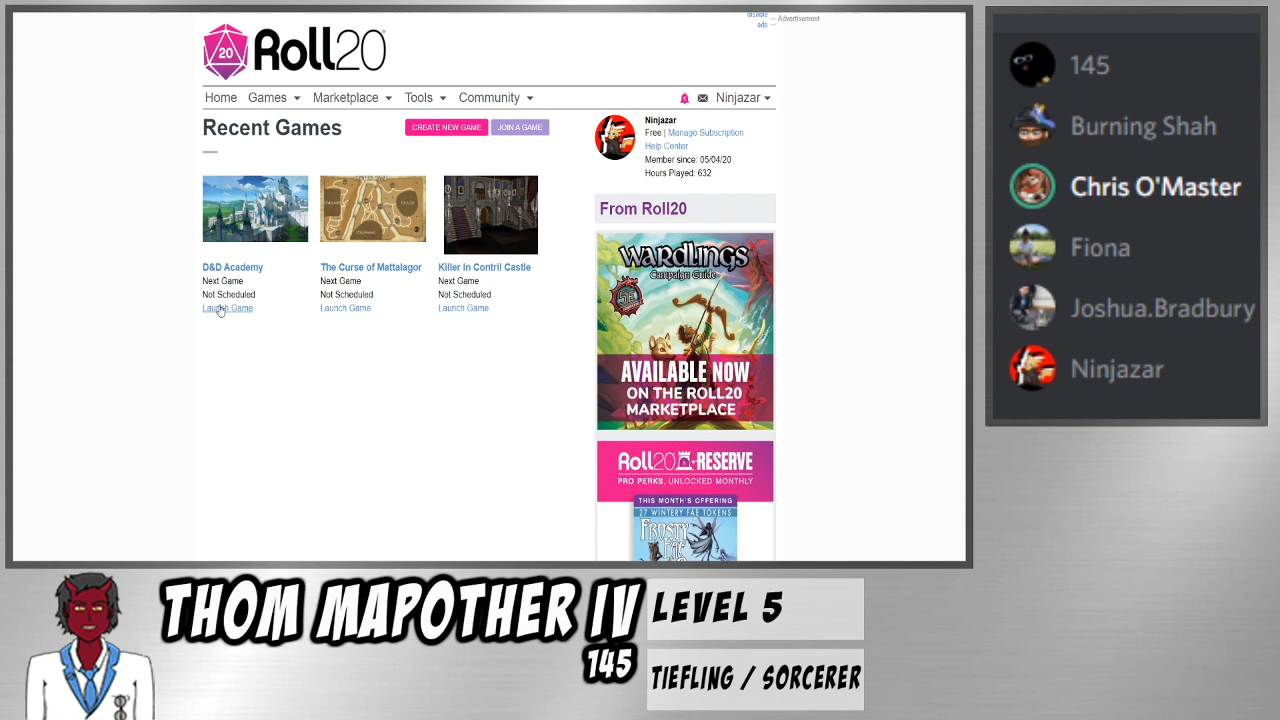 disable
ads
Advertisement
20
Roll20
Home Games Marketplace Tools Community Ninjazar
Recent Games
CREATE NEW GAME JOIN A GAME
Ninjazar
Free | Manage Subscription
Help Center
Member since: 05/04/20
Hours Played: 632
D&D Academy
Next Game
Not Scheduled
Launch Game
The Curse of Mattalagor
Next Game
Not Scheduled
Launch Game
Killer in Contril Castle
Next Game
Not Scheduled
Launch Game
From Roll20
WARDLINGS
Campaign Guide
5E
AVAILABLE NOW
ON THE ROLL20
MARKETPLACE
Roll20 RESERVE
PRO PERKS, UNLOCKED MONTHLY
THIS MONTH'S OFFERING
27 WINTERY FAE TOKENS
FROSTY
FAE
145
Burning Shah
Chris O'Master
Fiona
Joshua.Bradbury
Ninjazar
THOM MAPOTHER IV
145
LEVEL 5
TIEFLING / SORCERER